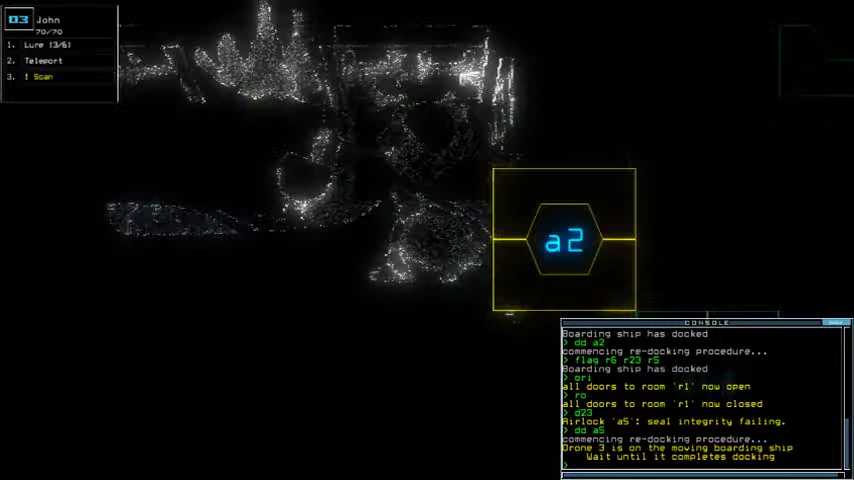 03 John
70/70
1. Lure (3/6)
2. Teleport
3. ! Scan
a2
CONSOLE
Boarding ship has docked
> dd a2
commencing re-docking procedure...
> flag r6 r23 r5
Boarding ship has docked
> ori
all doors to room 'r1' now open
> ro
all doors to room 'r1' now closed
> d23
Airlock 'a5': seal integrity failing.
> dd a5
commencing re-docking procedure...
Drone 3 is on the moving boarding ship
Wait until it completes docking
>